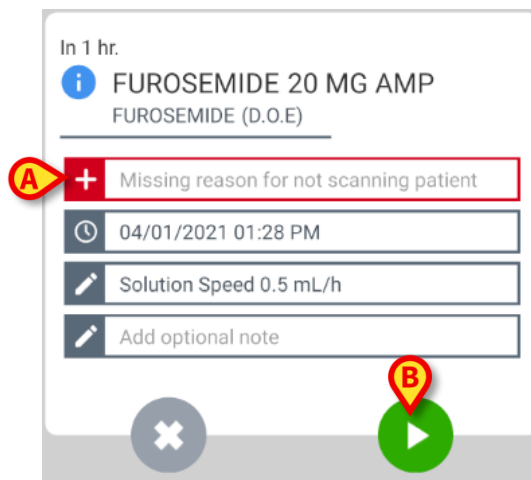 In 1 hr.
FUROSEMIDE 20 MG AMP
FUROSEMIDE (D.O.E)
A
Missing reason for not scanning patient
04/01/2021 01:28 PM
Solution Speed 0.5 mL/h
Add optional note
B